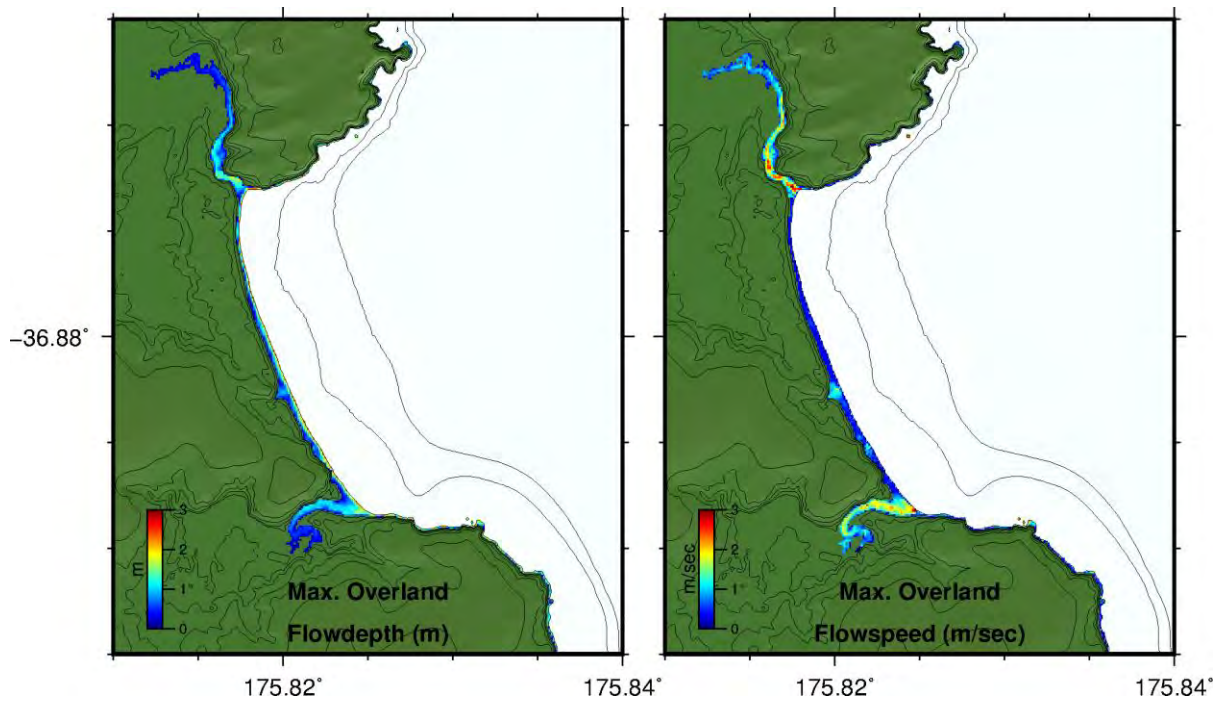 −36.88°
3
2
1
0
m
Max. Overland
Flowdepth (m)
175.82°
175.84°
3
2
1
0
m/sec
Max. Overland
Flowspeed (m/sec)
175.82°
175.84°